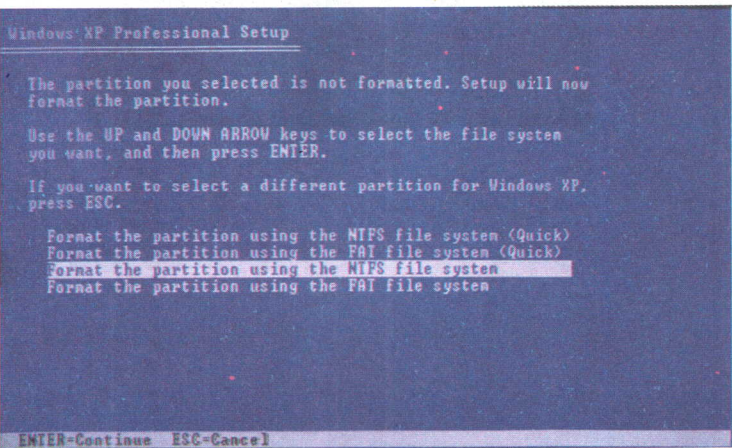 Windows XP Professional Setup
The partition you selected is not formatted. Setup will now
format the partition.
Use the UP and DOWN ARROW keys to select the file system
you want, and then press ENTER.
If you want to select a different partition for Windows XP,
press ESC.
Format the partition using the NTFS file system (Quick)
Format the partition using the FAT file system (Quick)
Format the partition using the NTFS file system
Format the partition using the FAT file system
ENTER=Continue ESC=Cancel